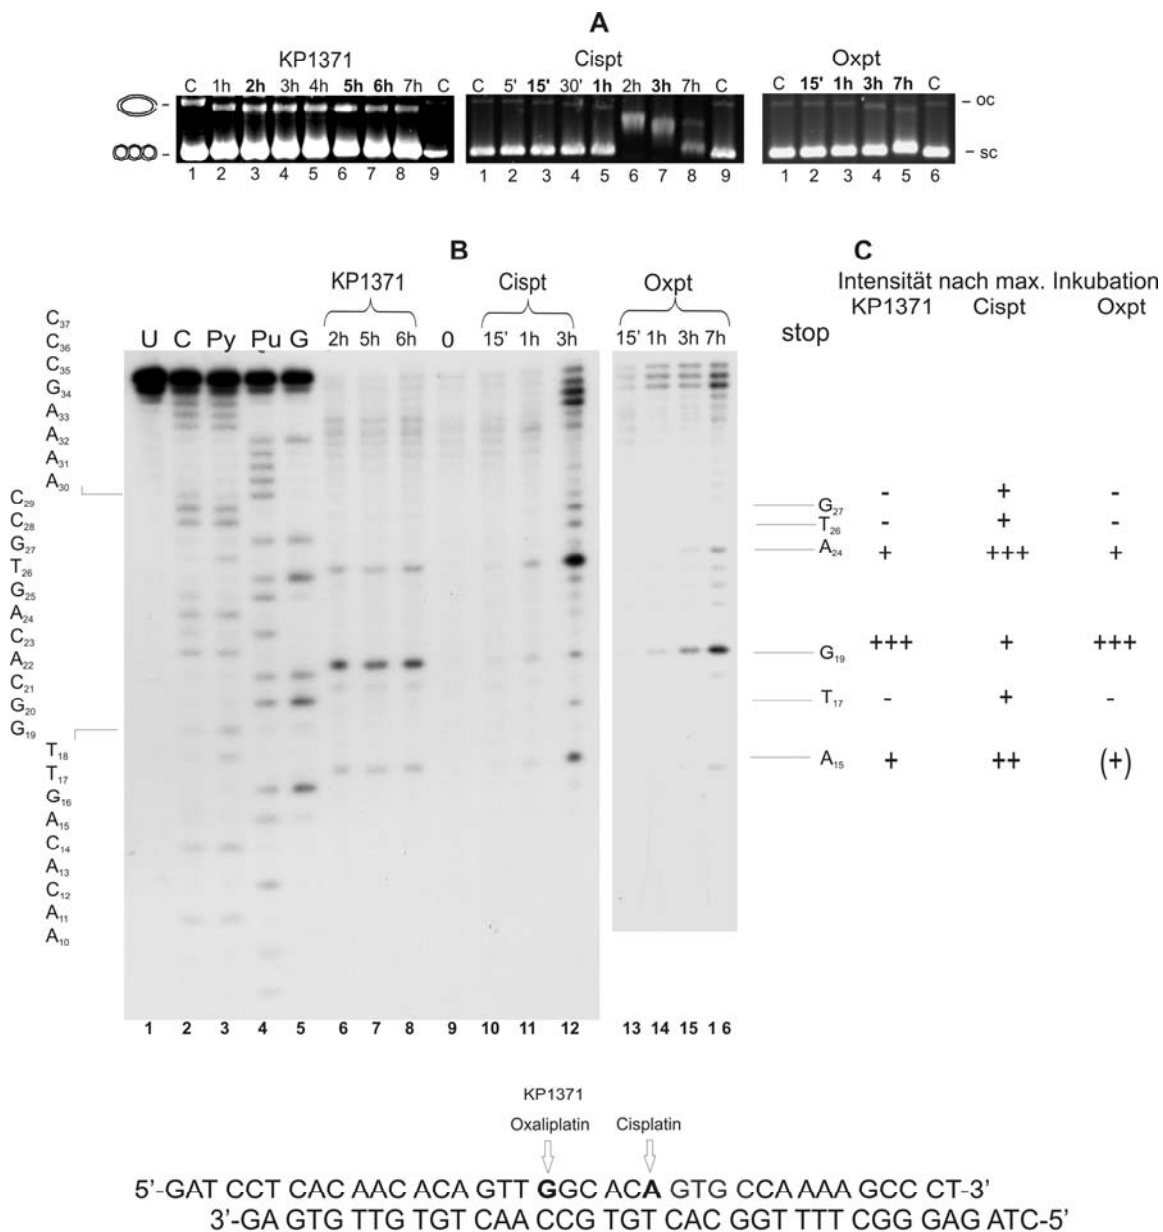 A
KP1371 Cispt Oxpt
C 1h 2h 3h 4h 5h 6h 7h C C 5' 15' 30' 1h 2h 3h 7h C C 15' 1h 3h 7h C
oc
sc
1 2 3 4 5 6 7 8 9 1 2 3 4 5 6 7 8 9 1 2 3 4 5 6
B
C
KP1371 Cispt Oxpt
Intensität nach max. Inkubation
KP1371 Cispt Oxpt
stop
U C Py Pu G 2h 5h 6h 0 15' 1h 3h 15' 1h 3h 7h
C37
C36
C35
G34
A33
A32
A31
A30
C29
C28
G27
T26
G25
A24
C23
A22
C21
G20
G19
T18
T17
G16
A15
C14
A13
C12
A11
A10
G27 - + -
T26 - + -
A24 + +++ +
G19 +++ + +++
T17 - + -
A15 + ++ (+)
1 2 3 4 5 6 7 8 9 10 11 12 13 14 15 1 6
KP1371
Oxaliplatin Cisplatin
5'-GAT CCT CAC AAC ACA GTT GGC ACA GTG CCA AAA GCC CT-3'
3'-GA GTG TTG TGT CAA CCG TGT CAC GGT TTT CGG GAG ATC-5'